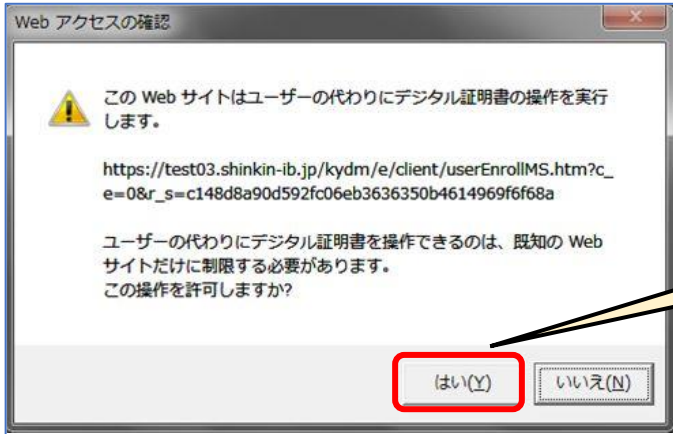 Web アクセスの確認
この Web サイトはユーザーの代わりにデジタル証明書の操作を実行
します。
https://test03.shinkin-ib.jp/kydm/e/client/userEnrollMS.htm?c_
e=0&r_s=c148d8a90d592fc06eb3636350b4614969f6f68a
ユーザーの代わりにデジタル証明書を操作できるのは、既知の Web
サイトだけに制限する必要があります。
この操作を許可しますか?
はい(Y)
いいえ(N)